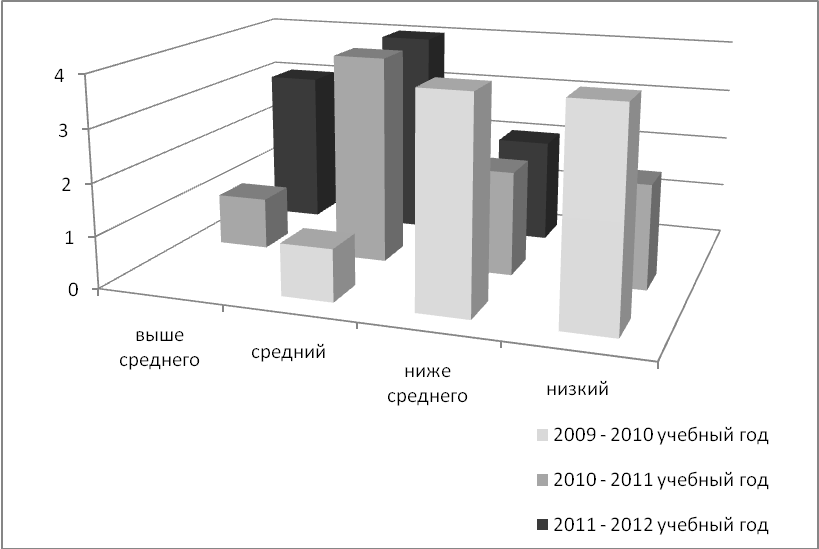 4
3
2
1
0
выше
среднего
средний
ниже
среднего
низкий
2009 - 2010 учебный год
2010 - 2011 учебный год
2011 - 2012 учебный год